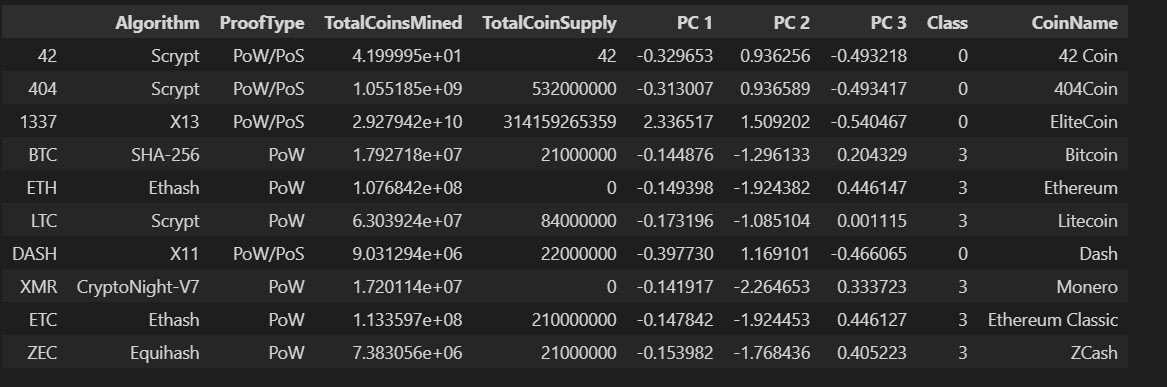 Algorithm ProofType TotalCoinsMined TotalCoinSupply PC 1 PC 2 PC 3 Class CoinName
42 Scrypt PoW/PoS 4.199995e+01 42 -0.329653 0.936256 -0.493218 0 42 Coin
404 Scrypt PoW/PoS 1.055185e+09 532000000 -0.313007 0.936589 -0.493417 0 404Coin
1337 X13 PoW/PoS 2.927942e+10 314159265359 2.336517 1.509202 -0.540467 0 EliteCoin
BTC SHA-256 PoW 1.792718e+07 21000000 -0.144876 -1.296133 0.204329 3 Bitcoin
ETH Ethash PoW 1.076842e+08 0 -0.149398 -1.924382 0.446147 3 Ethereum
LTC Scrypt PoW 6.303924e+07 84000000 -0.173196 -1.085104 0.001115 3 Litecoin
DASH X11 PoW/PoS 9.031294e+06 22000000 -0.397730 1.169101 -0.466065 0 Dash
XMR CryptoNight-V7 PoW 1.720114e+07 0 -0.141917 -2.264653 0.333723 3 Monero
ETC Ethash PoW 1.133597e+08 210000000 -0.147842 -1.924453 0.446127 3 Ethereum Classic
ZEC Equihash PoW 7.383056e+06 21000000 -0.153982 -1.768436 0.405223 3 ZCash